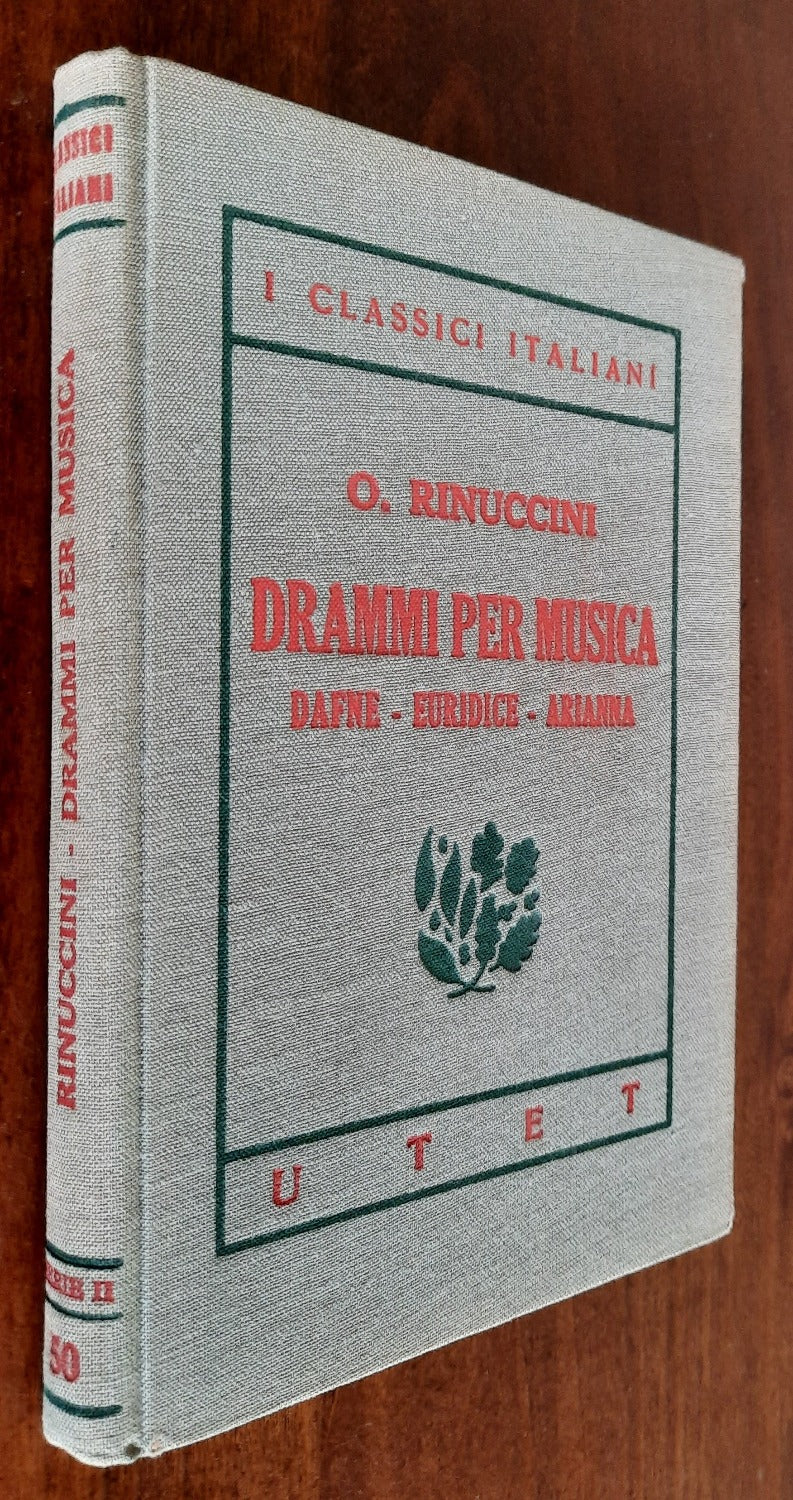 CLASSICI
ITALIANI
RINUCCINI - DRAMMI PER MUSICA
SERIE II
50
I CLASSICI ITALIANI
O. RINUCCINI
DRAMMI PER MUSICA
DAFNE - EURIDICE - ARIANNA
UTET